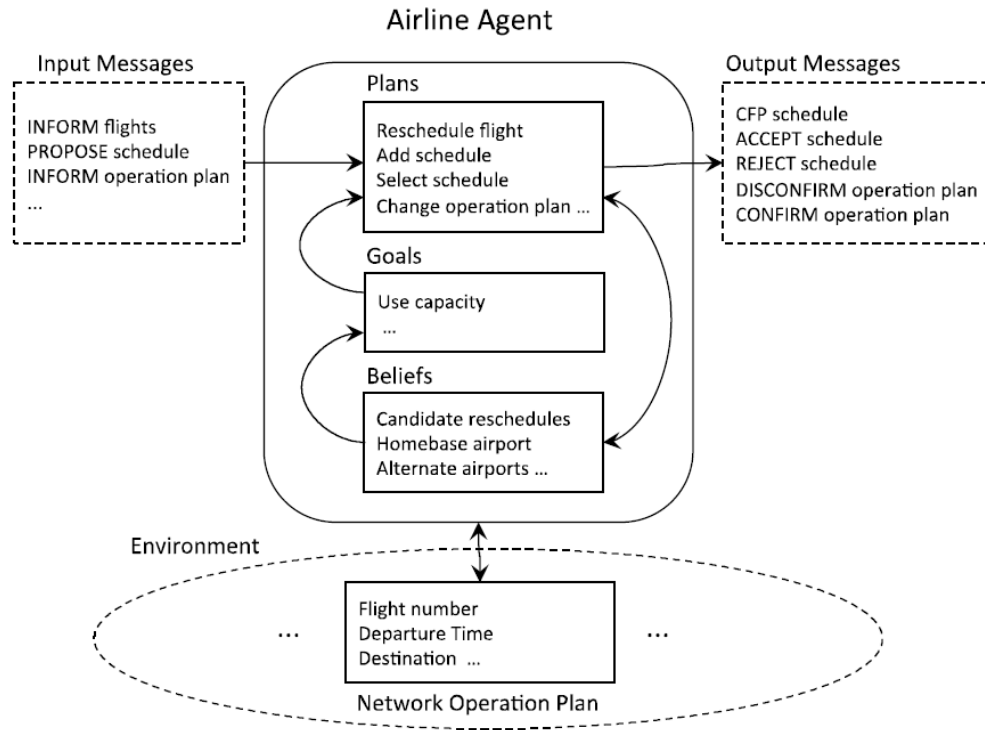 Airline Agent
Input Messages
INFORM flights
PROPOSE schedule
INFORM operation plan
...
Plans
Reschedule flight
Add schedule
Select schedule
Change operation plan ...
Goals
Use capacity
...
Beliefs
Candidate reschedules
Homebase airport
Alternate airports ...
Output Messages
CFP schedule
ACCEPT schedule
REJECT schedule
DISCONFIRM operation plan
CONFIRM operation plan
Environment
...
Flight number
Departure Time
Destination ...
...
Network Operation Plan